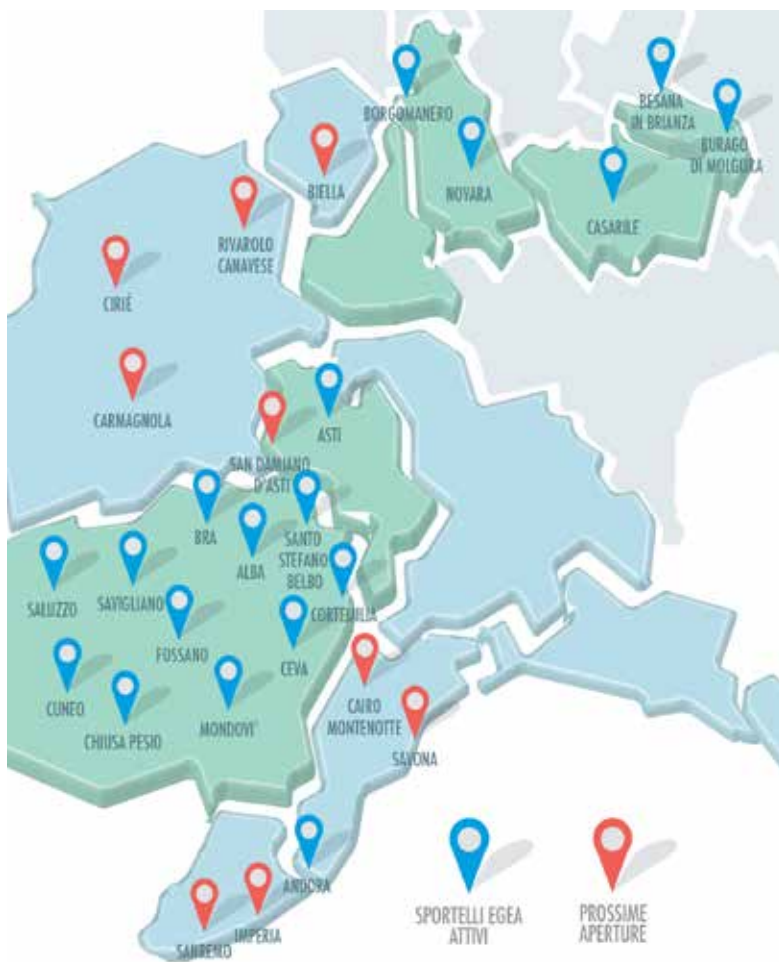 BORGOMANERO
BESANA
IN BRIANZA
BURAGO
DI MOLGURA
BIELLA
NOVARA
CASARILE
RIVAROLO
CANAVESE
CIRIÈ
CARMAGNOLA
ASTI
SAN DAMIANO
D'ASTI
BRA
ALBA
SANTO
STEFANO
BELBO
SALUZZO
SAVIGLIANO
CORTEMILIA
FOSSANO
CEVA
CUNEO
CHIUSA PESIO
MONDOVI'
CAIRO
MONTENOTTE
SAVONA
ANDORA
SANREMO
IMPERIA
SPORTELLI EGEA
ATTIVI
PROSSIME
APERTURE